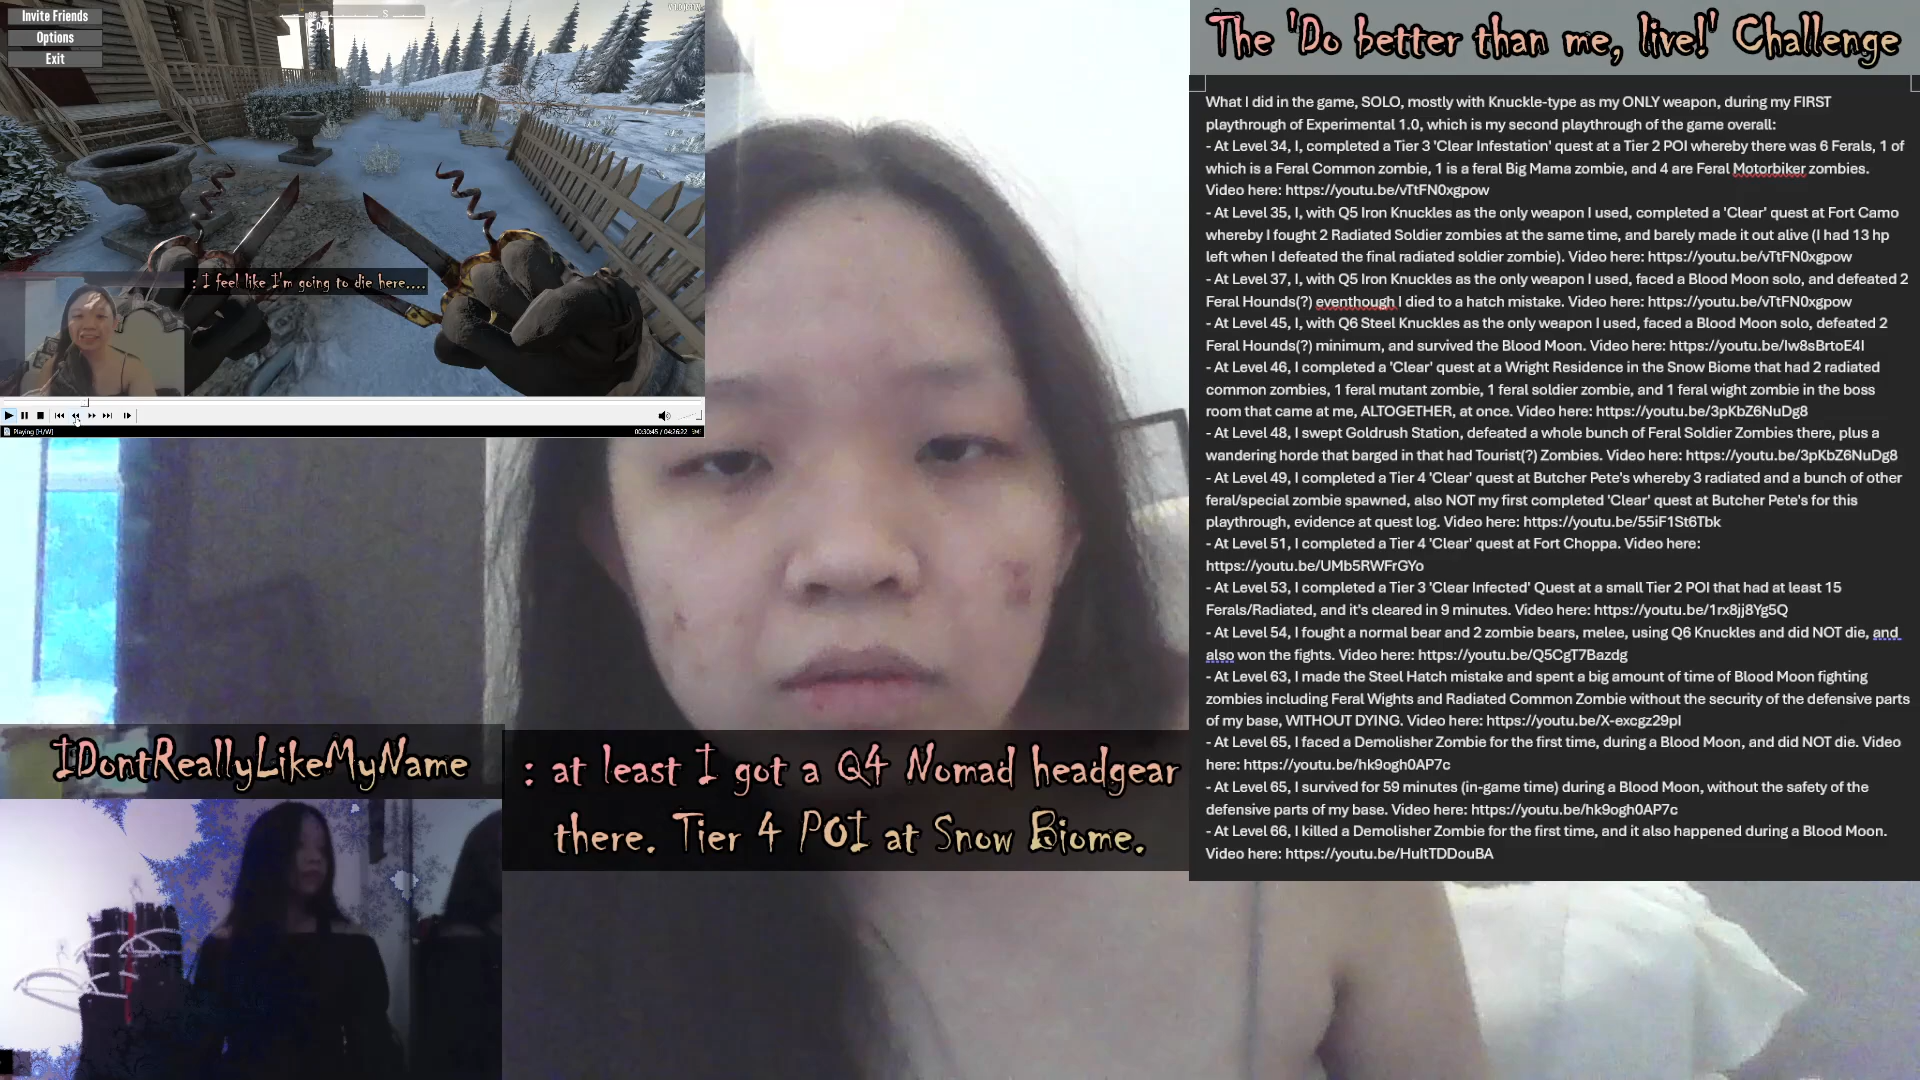 Invite Friends
Options
Exit
S
: I feel like I'm going to die here....
Playing [H/W]
00:30:45 / 04:26:22
The 'Do better than me, live!' Challenge
What I did in the game, SOLO, mostly with Knuckle-type as my ONLY weapon, during my FIRST
playthrough of Experimental 1.0, which is my second playthrough of the game overall:
- At Level 34, I, completed a Tier 3 'Clear Infestation' quest at a Tier 2 POI whereby there was 6 Ferals, 1 of
which is a Feral Common zombie, 1 is a feral Big Mama zombie, and 4 are Feral Motorbiker zombies.
Video here: https://youtu.be/vTtFN0xgpow
- At Level 35, I, with Q5 Iron Knuckles as the only weapon I used, completed a 'Clear' quest at Fort Camo
whereby I fought 2 Radiated Soldier zombies at the same time, and barely made it out alive (I had 13 hp
left when I defeated the final radiated soldier zombie). Video here: https://youtu.be/vTtFN0xgpow
- At Level 37, I, with Q5 Iron Knuckles as the only weapon I used, faced a Blood Moon solo, and defeated 2
Feral Hounds(?) eventhough I died to a hatch mistake. Video here: https://youtu.be/vTtFN0xgpow
- At Level 45, I, with Q6 Steel Knuckles as the only weapon I used, faced a Blood Moon solo, defeated 2
Feral Hounds(?) minimum, and survived the Blood Moon. Video here: https://youtu.be/Iw8sBrtoE4I
- At Level 46, I completed a 'Clear' quest at a Wright Residence in the Snow Biome that had 2 radiated
common zombies, 1 feral mutant zombie, 1 feral soldier zombie, and 1 feral wight zombie in the boss
room that came at me, ALTOGETHER, at once. Video here: https://youtu.be/3pKbZ6NuDg8
- At Level 48, I swept Goldrush Station, defeated a whole bunch of Feral Soldier Zombies there, plus a
wandering horde that barged in that had Tourist(?) Zombies. Video here: https://youtu.be/3pKbZ6NuDg8
- At Level 49, I completed a Tier 4 'Clear' quest at Butcher Pete's whereby 3 radiated and a bunch of other
feral/special zombie spawned, also NOT my first completed 'Clear' quest at Butcher Pete's for this
playthrough, evidence at quest log. Video here: https://youtu.be/55iF1St6Tbk
- At Level 51, I completed a Tier 4 'Clear' quest at Fort Choppa. Video here:
https://youtu.be/UMb5RWFrGYo
- At Level 53, I completed a Tier 3 'Clear Infected' Quest at a small Tier 2 POI that had at least 15
Ferals/Radiated, and it's cleared in 9 minutes. Video here: https://youtu.be/1rx8jj8Yg5Q
- At Level 54, I fought a normal bear and 2 zombie bears, melee, using Q6 Knuckles and did NOT die, and
also won the fights. Video here: https://youtu.be/Q5CgT7Bazdg
- At Level 63, I made the Steel Hatch mistake and spent a big amount of time of Blood Moon fighting
zombies including Feral Wights and Radiated Common Zombie without the security of the defensive parts
of my base, WITHOUT DYING. Video here: https://youtu.be/X-excgz29pI
- At Level 65, I faced a Demolisher Zombie for the first time, during a Blood Moon, and did NOT die. Video
here: https://youtu.be/hk9ogh0AP7c
- At Level 65, I survived for 59 minutes (in-game time) during a Blood Moon, without the safety of the
defensive parts of my base. Video here: https://youtu.be/hk9ogh0AP7c
- At Level 66, I killed a Demolisher Zombie for the first time, and it also happened during a Blood Moon.
Video here: https://youtu.be/HuItTDDouBA
IDontReallyLikeMyName
: at least I got a Q4 Nomad headgear
there. Tier 4 POI at Snow Biome.